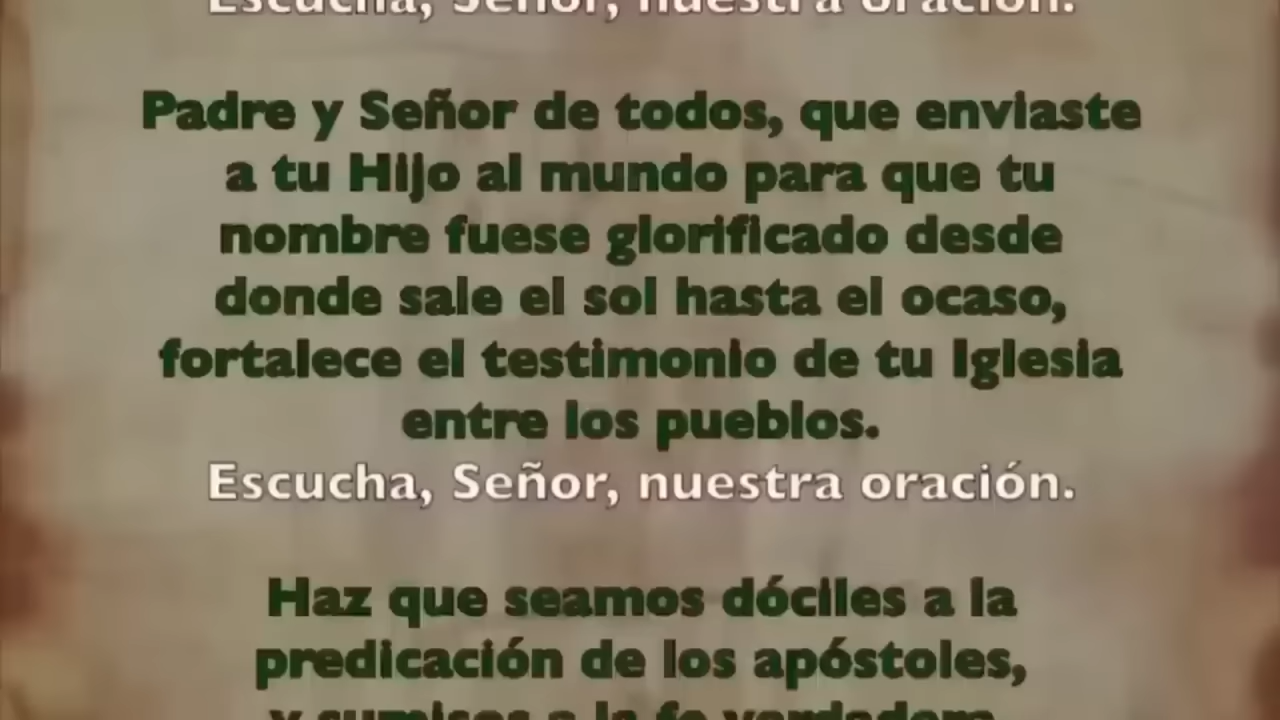 Escucha, Señor, nuestra oración.
Padre y Señor de todos, que enviaste
a tu Hijo al mundo para que tu
nombre fuese glorificado desde
donde sale el sol hasta el ocaso,
fortalece el testimonio de tu Iglesia
entre los pueblos.
Escucha, Señor, nuestra oración.
Haz que seamos dóciles a la
predicación de los apóstoles,
y sumisos a la fe verdadera.